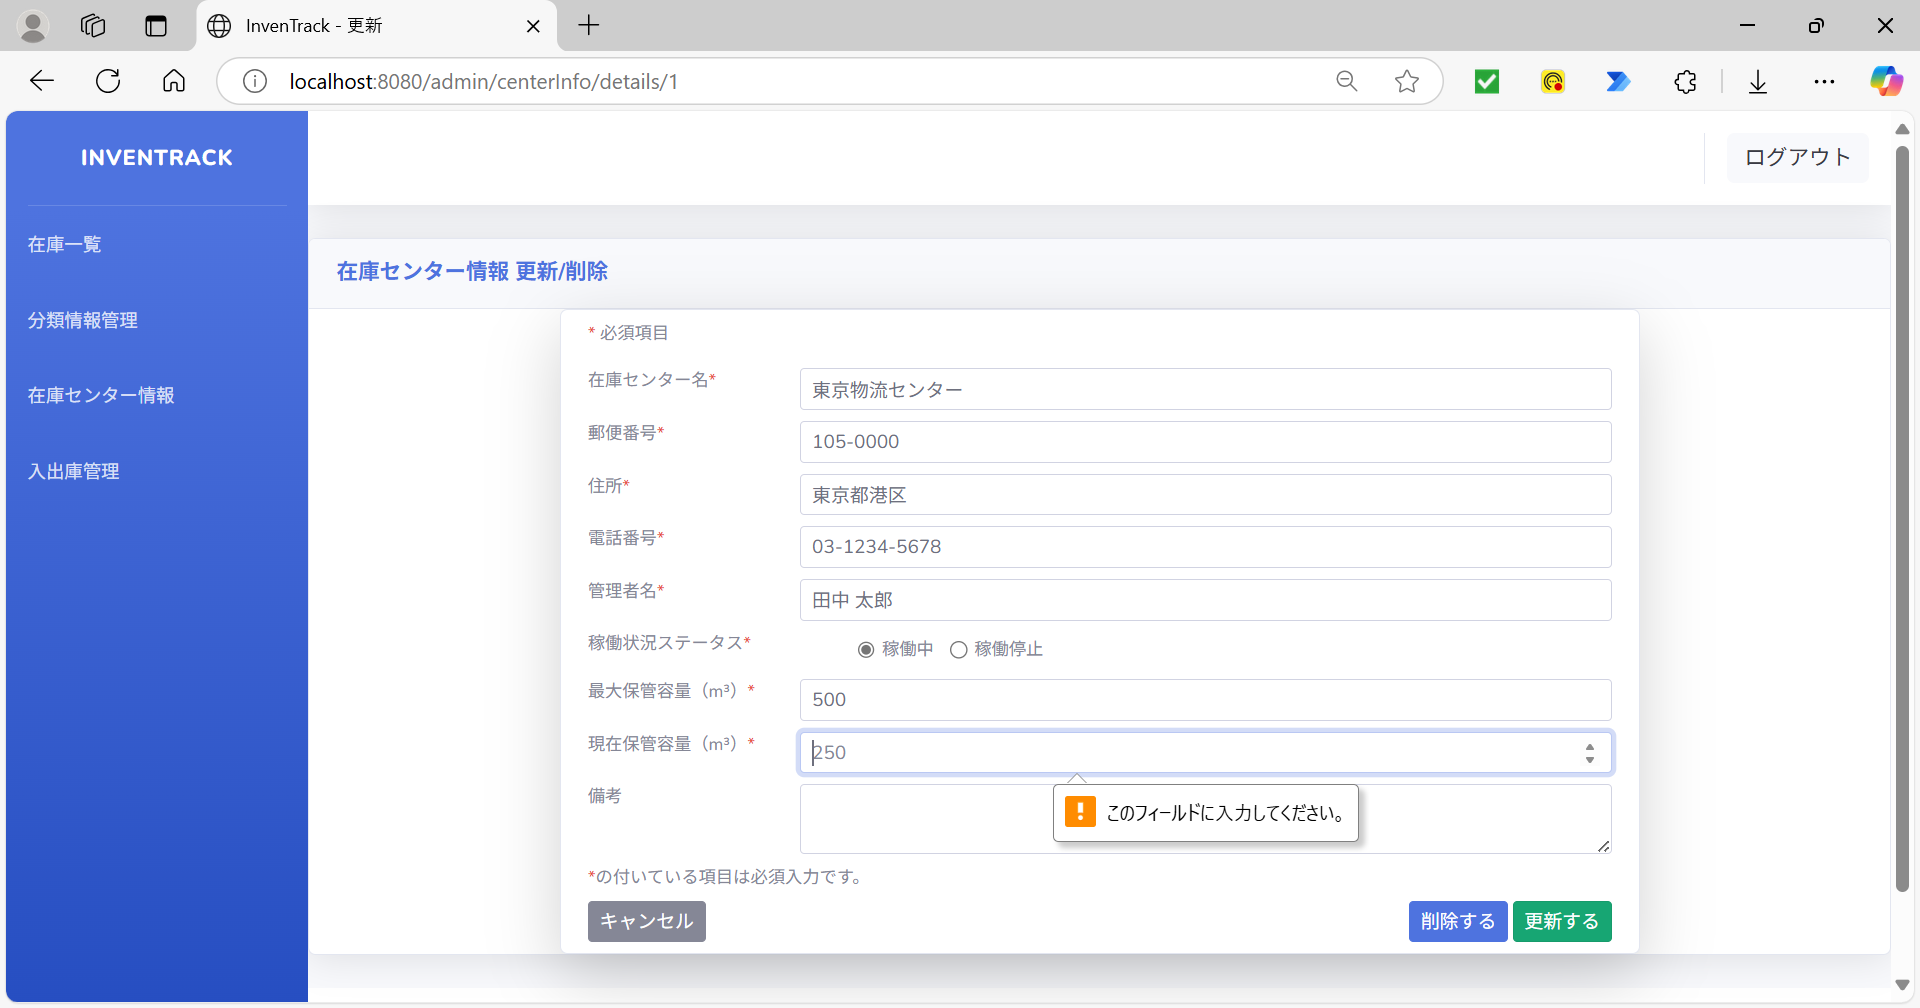 InvenTrack - 更新
localhost:8080/admin/centerInfo/details/1
INVENTRACK
ログアウト
在庫一覧
分類情報管理
在庫センター情報
入出庫管理
在庫センター情報 更新/削除
* 必須項目
在庫センター名*
東京物流センター
郵便番号*
105-0000
住所*
東京都港区
電話番号*
03-1234-5678
管理者名*
田中 太郎
稼働状況ステータス*
稼働中 稼働停止
最大保管容量（m³）*
500
現在保管容量（m³）*
250
備考
このフィールドに入力してください。
*の付いている項目は必須入力です。
キャンセル
削除する 更新する